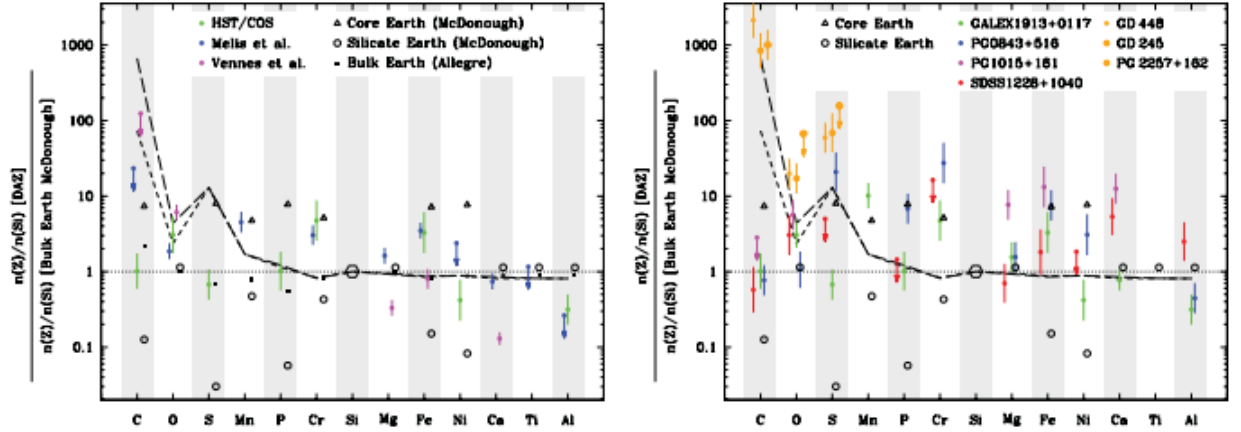 HST/COS
Melis et al.
Vennes et al.
Core Earth (McDonough)
Silicate Earth (McDonough)
Bulk Earth (Allegre)
n(Z)/n(Si) [DAZ]
n(Z)/n(Si) [Bulk Earth McDonough]
1000
100
10
1
0.1
C O S Mn P Cr Si Mg Fe Ni Ca Ti Al
Core Earth
Silicate Earth
GALEX1913+0117
PG0843+516
PG1015+161
SDSS1228+1040
GD 448
GD 245
PG 2257+162
n(Z)/n(Si) [DAZ]
n(Z)/n(Si) [Bulk Earth McDonough]
1000
100
10
1
0.1
C O S Mn P Cr Si Mg Fe Ni Ca Ti Al